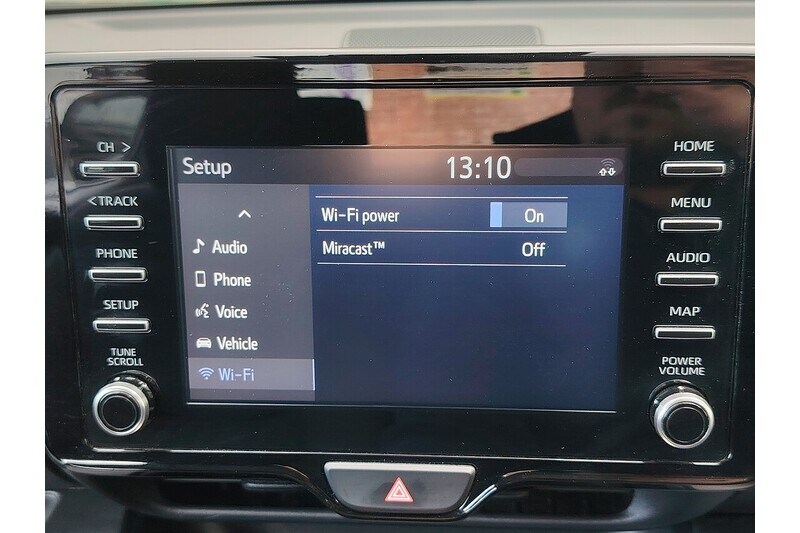 CH >
<TRACK
PHONE
SETUP
TUNE
SCROLL
Setup
13:10
Audio
Phone
Voice
Vehicle
Wi-Fi
Wi-Fi power On
Miracast™ Off
HOME
MENU
AUDIO
MAP
POWER
VOLUME